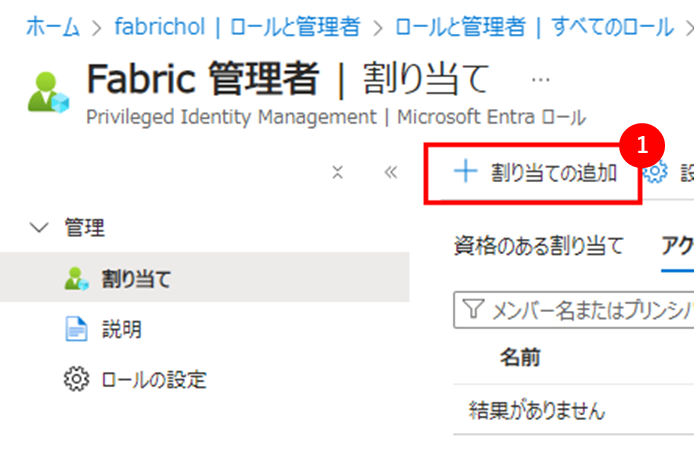 ホーム > fabrichol | ロールと管理者 > ロールと管理者 | すべてのロール >
Fabric 管理者 | 割り当て ...
Privileged Identity Management | Microsoft Entra ロール
1
+ 割り当ての追加
管理
割り当て
説明
ロールの設定
資格のある割り当て
メンバー名またはプリンシ
名前
結果がありません